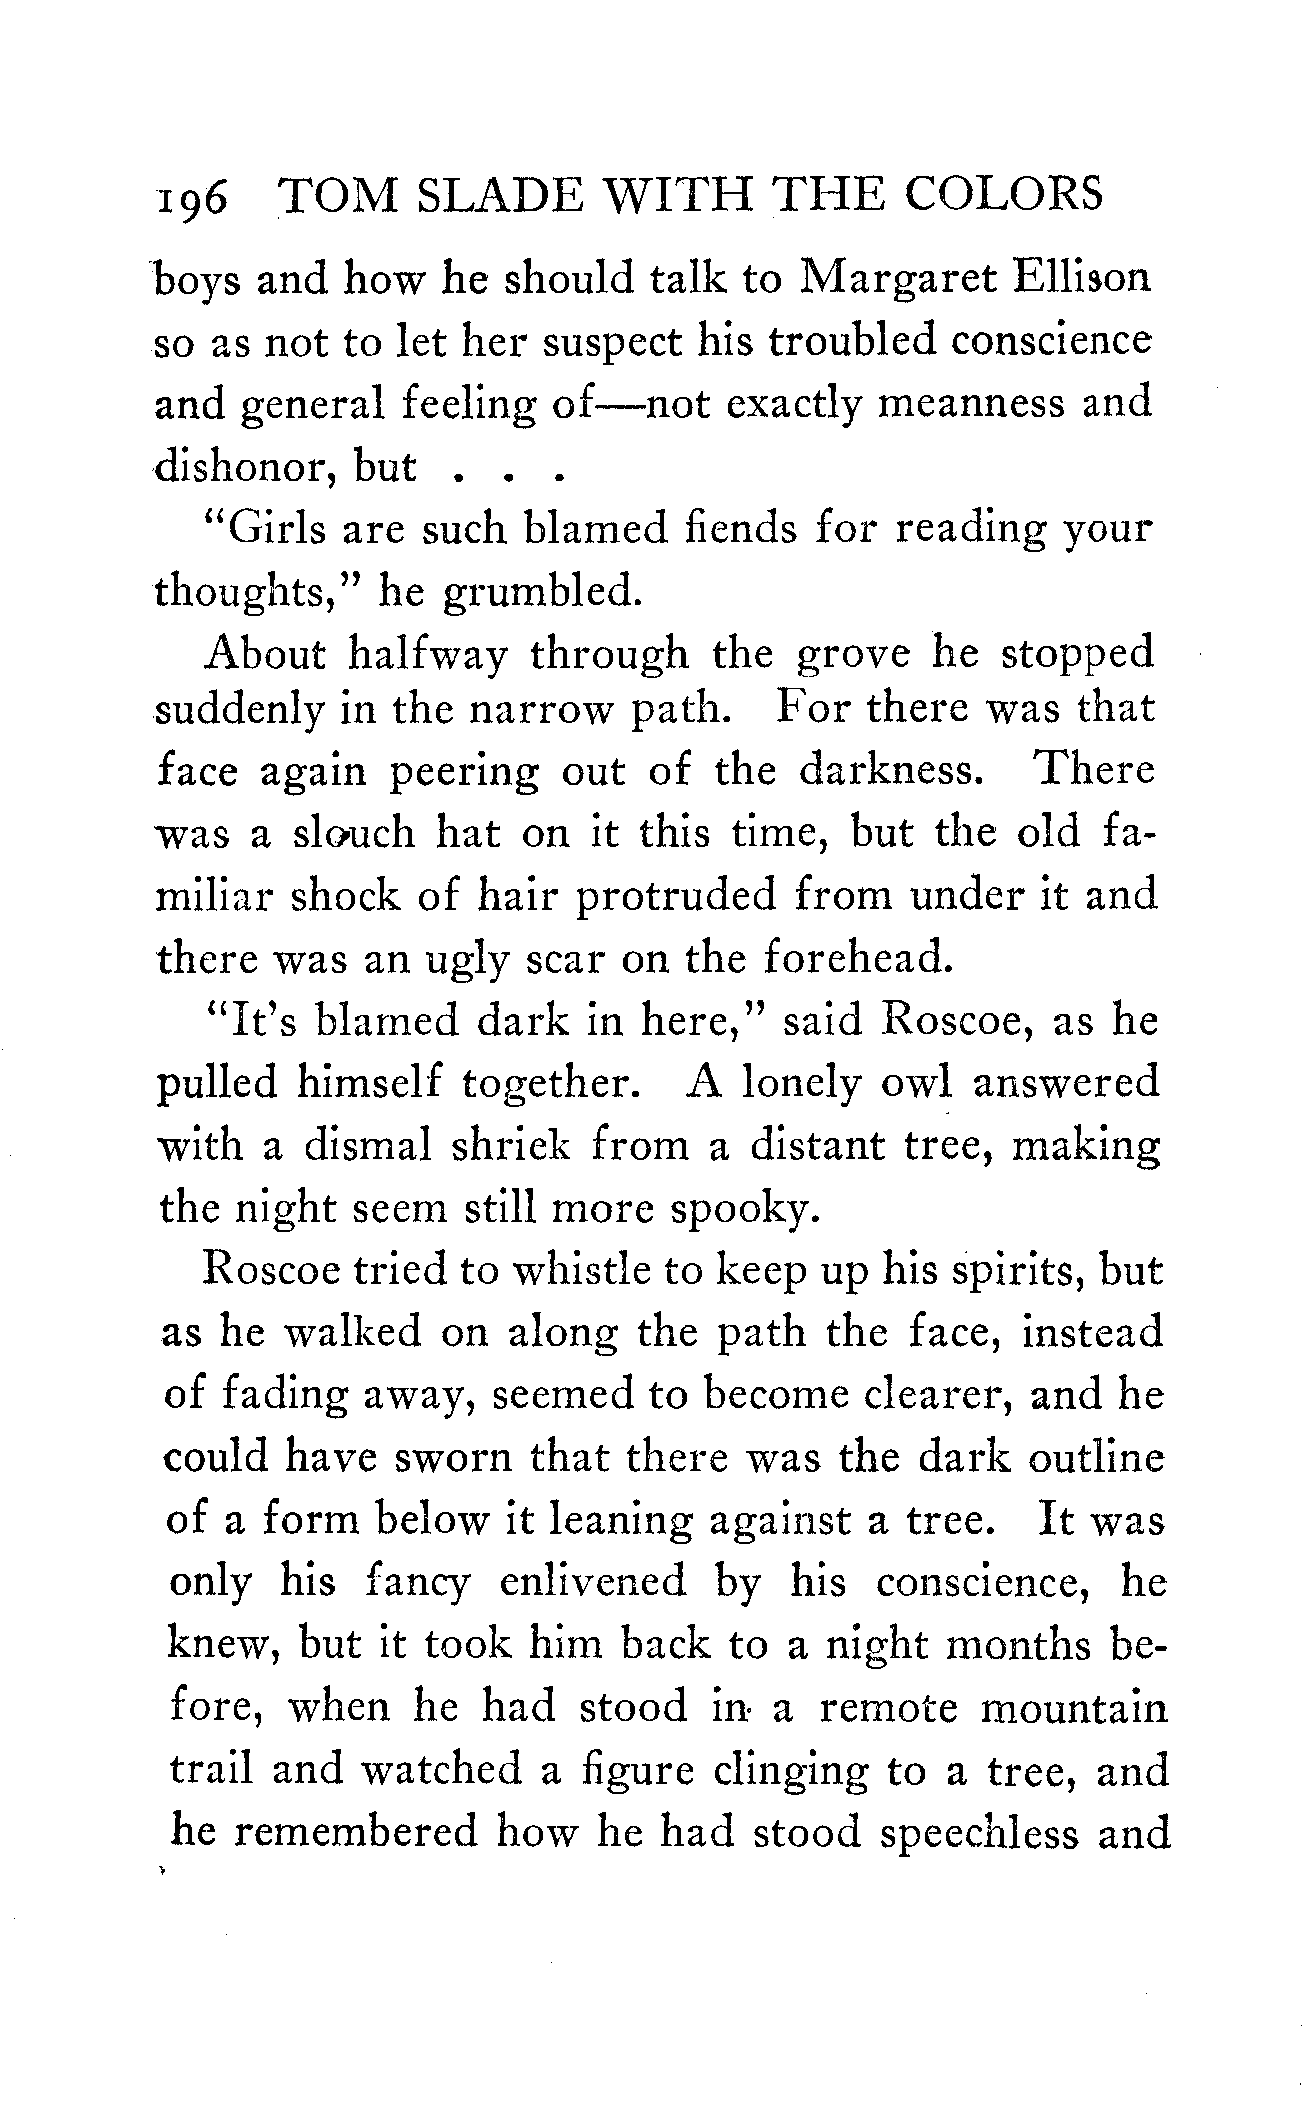 196 TOM SLADE WITH THE COLORS
boys and how he should talk to Margaret Ellison
so as not to let her suspect his troubled conscience
and general feeling of—not exactly meanness and
dishonor, but . . .
"Girls are such blamed fiends for reading your
thoughts," he grumbled.
About halfway through the grove he stopped
suddenly in the narrow path. For there was that
face again peering out of the darkness. There
was a slouch hat on it this time, but the old fa-
miliar shock of hair protruded from under it and
there was an ugly scar on the forehead.
"It's blamed dark in here," said Roscoe, as he
pulled himself together. A lonely owl answered
with a dismal shriek from a distant tree, making
the night seem still more spooky.
Roscoe tried to whistle to keep up his spirits, but
as he walked on along the path the face, instead
of fading away, seemed to become clearer, and he
could have sworn that there was the dark outline
of a form below it leaning against a tree. It was
only his fancy enlivened by his conscience, he
knew, but it took him back to a night months be-
fore, when he had stood in a remote mountain
trail and watched a figure clinging to a tree, and
he remembered how he had stood speechless and